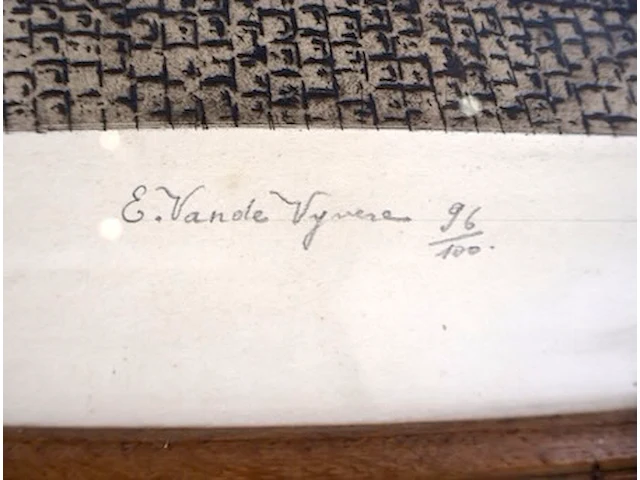 E. Vande Vyvere 96/100.